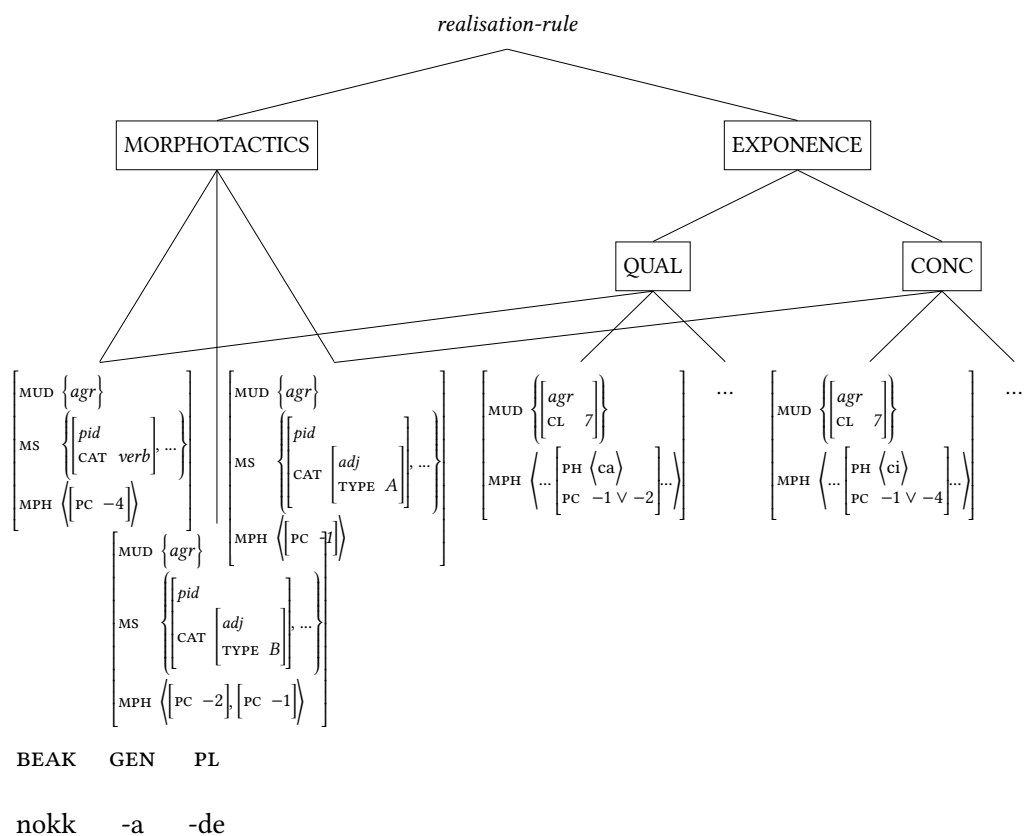 realisation-rule
MORPHOTACTICS EXPONENCE
QUAL CONC
MUD {agr}
MS {[pid
CAT verb], ...}
MPH ⟨[PC −4]⟩
MUD {agr}
MS {[pid
CAT [adj
TYPE A]], ...}
MPH ⟨[PC −1]⟩
MUD {[agr
CL 7]}
MPH ⟨... [PH ⟨ca⟩
PC −1 ∨ −2] ...⟩
...
MUD {[agr
CL 7]}
MPH ⟨... [PH ⟨ci⟩
PC −1 ∨ −4] ...⟩
...
MUD {agr}
MS {[pid
CAT [adj
TYPE B]], ...}
MPH ⟨[PC −2], [PC −1]⟩
BEAK GEN PL
nokk -a -de